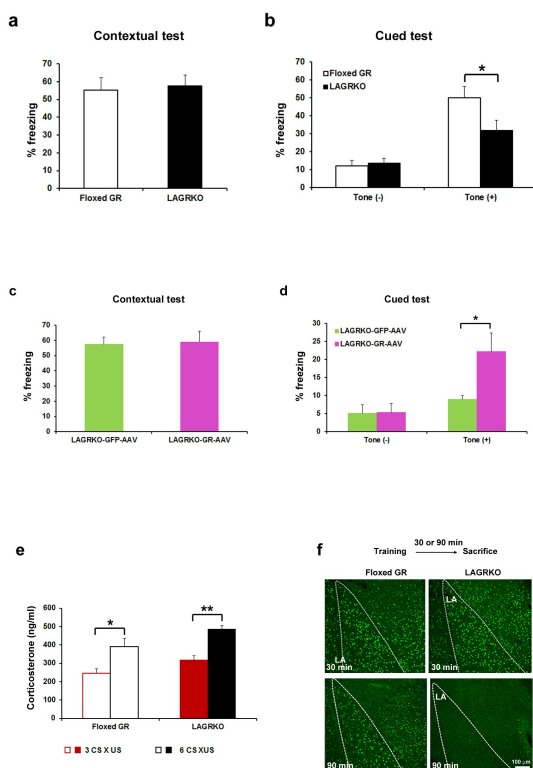 a
Contextual test
% freezing
70
60
50
40
30
20
10
0
Floxed GR
LAGRKO
b
Cued test
Floxed GR
LAGRKO
*
% freezing
70
60
50
40
30
20
10
0
Tone (-)
Tone (+)
c
Contextual test
% freezing
70
60
50
40
30
20
10
0
LAGRKO-GFP-AAV
LAGRKO-GR-AAV
d
Cued test
LAGRKO-GFP-AAV
LAGRKO-GR-AAV
*
% freezing
30
25
20
15
10
5
0
Tone (-)
Tone (+)
e
Corticosterone (ng/ml)
600
500
400
300
200
100
0
*
**
Floxed GR
LAGRKO
3 CS X US
6 CS XUS
f
30 or 90 min
Training
Sacrifice
Floxed GR
LAGRKO
LA
30 min
LA
30 min
90 min
LA
90 min
100 µm